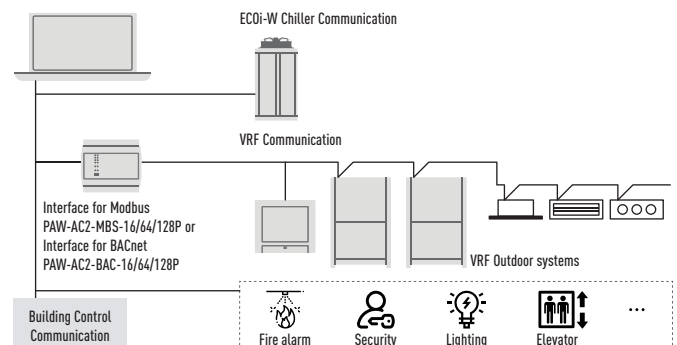 ECOi-W Chiller Communication
VRF Communication
Interface for Modbus
PAW-AC2-MBS-16/64/128P or
Interface for BACnet
PAW-AC2-BAC-16/64/128P
VRF Outdoor systems
Building Control
Communication
Fire alarm
Security
Lighting
Elevator
...